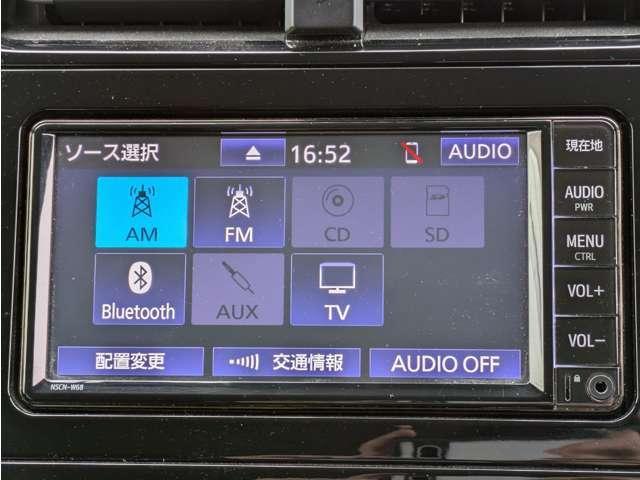 ソース選択
16:52
AUDIO
AM
FM
CD
SD
Bluetooth
AUX
TV
配置変更
交通情報
AUDIO OFF
NSCN-W68
現在地
AUDIO
PWR
MENU
CTRL
VOL+
VOL-